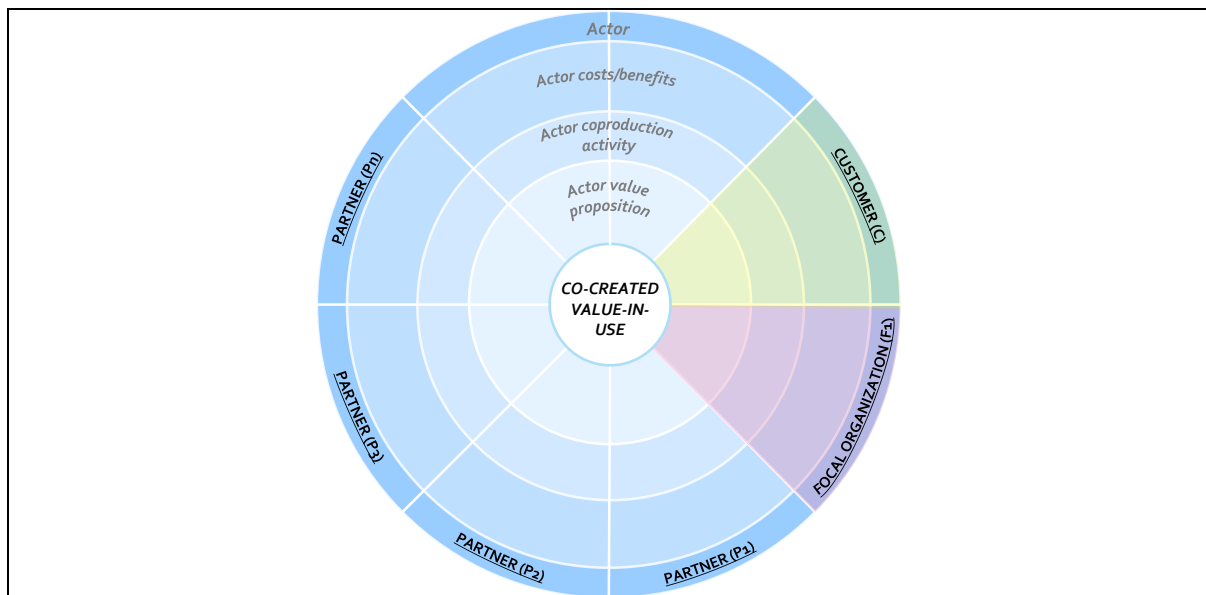 Actor
Actor costs/benefits
Actor coproduction
activity
Actor value
proposition
CO-CREATED
VALUE-IN-
USE
CUSTOMER (C)
FOCAL ORGANIZATION (F1)
PARTNER (P1)
PARTNER (P2)
PARTNER (P3)
PARTNER (Pn)